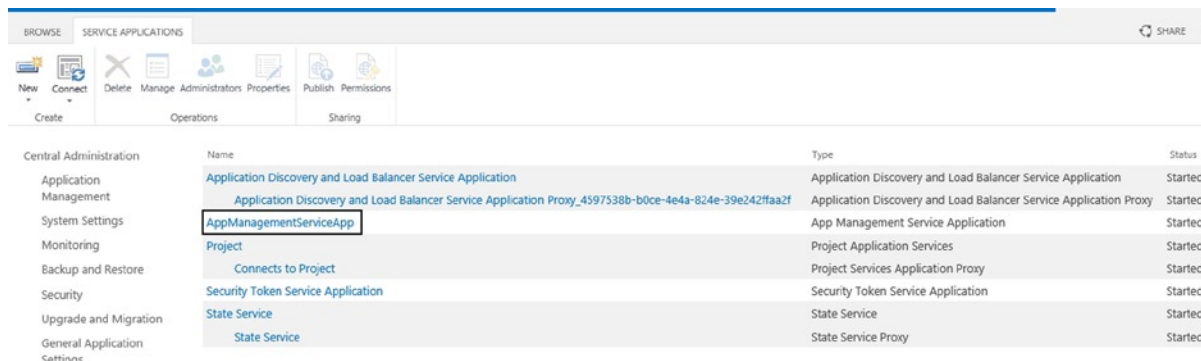 BROWSE SERVICE APPLICATIONS SHARE
New Connect Delete Manage Administrators Properties Publish Permissions
Create Operations Sharing
Central Administration Name Type Status
Application Management Application Discovery and Load Balancer Service Application Application Discovery and Load Balancer Service Application Started
Application Discovery and Load Balancer Service Application Proxy_4597538b-b0ce-4e4a-824e-39e242ffaa2f Application Discovery and Load Balancer Service Application Proxy Started
System Settings AppManagementServiceApp App Management Service Application Started
Monitoring Project Project Application Services Started
Backup and Restore Connects to Project Project Services Application Proxy Started
Security Security Token Service Application Security Token Service Application Started
Upgrade and Migration State Service State Service Started
General Application Settings State Service State Service Proxy Started